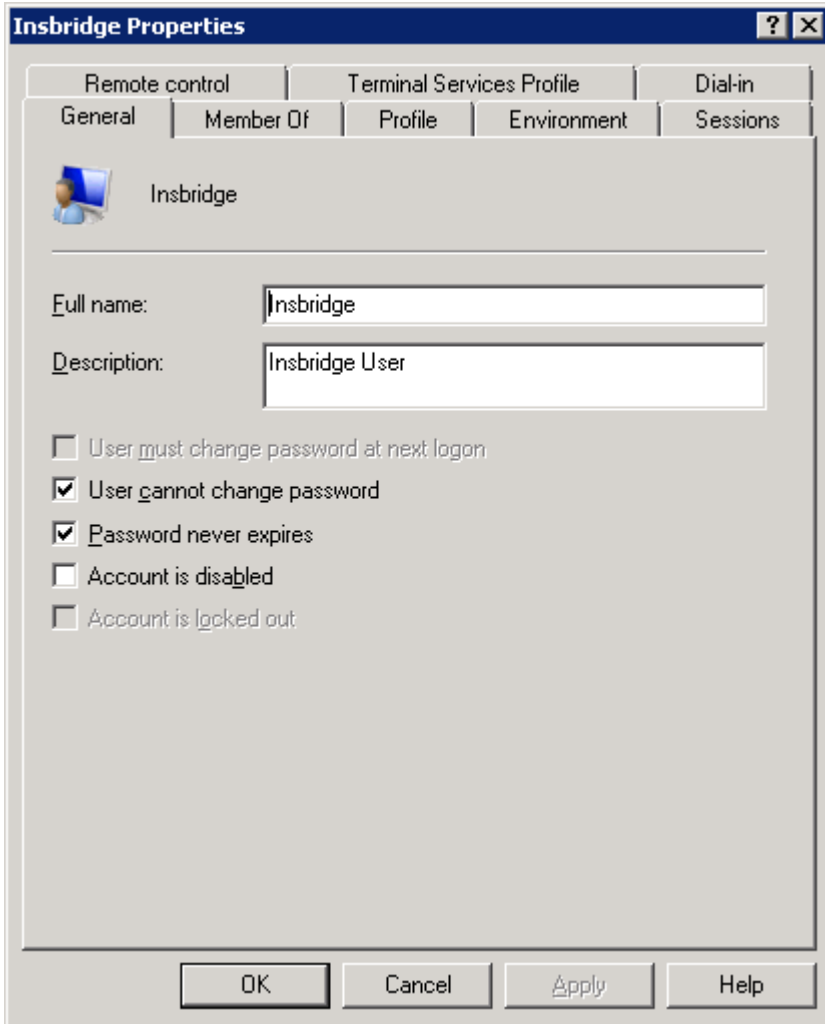 Insbridge Properties
Remote control Terminal Services Profile Dial-in
General Member Of Profile Environment Sessions
Insbridge
Full name: Insbridge
Description: Insbridge User
User must change password at next logon
User cannot change password
Password never expires
Account is disabled
Account is locked out
OK Cancel Apply Help